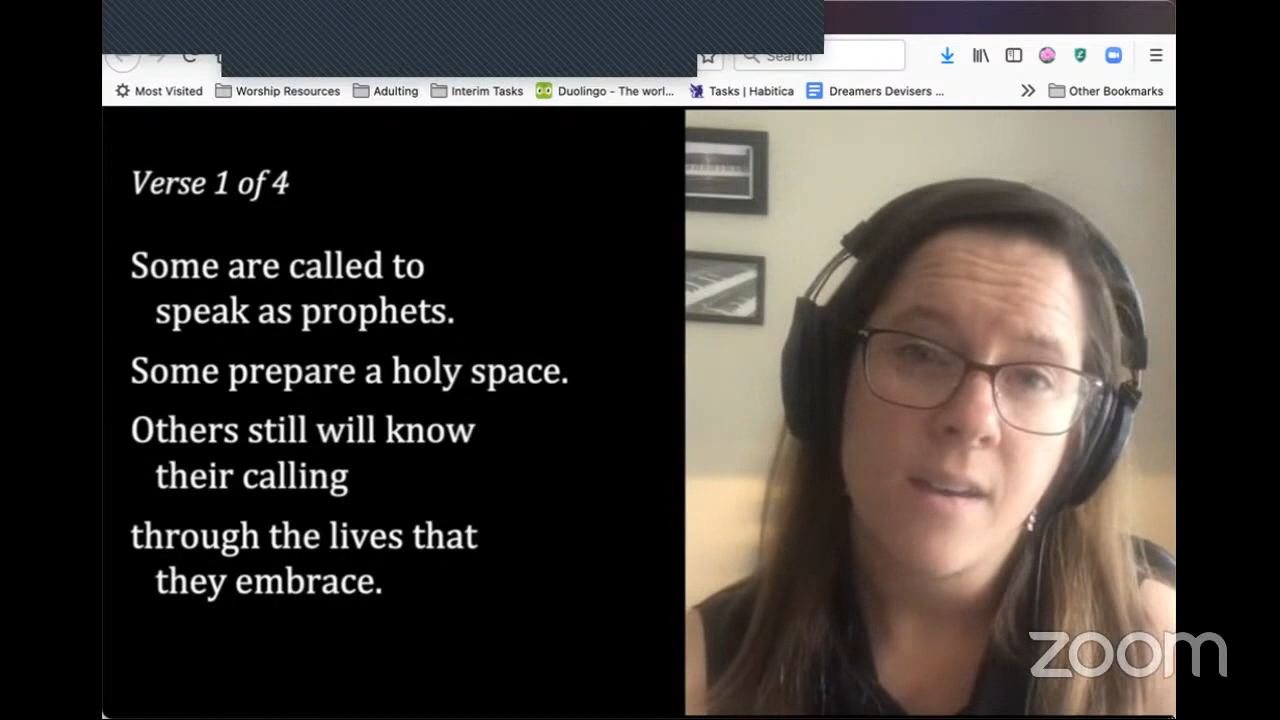 Search
Most Visited Worship Resources Adulting Interim Tasks Duolingo - The worl... Tasks | Habitica Dreamers Devisers ... Other Bookmarks
Verse 1 of 4
Some are called to
speak as prophets.
Some prepare a holy space.
Others still will know
their calling
through the lives that
they embrace.
zoom